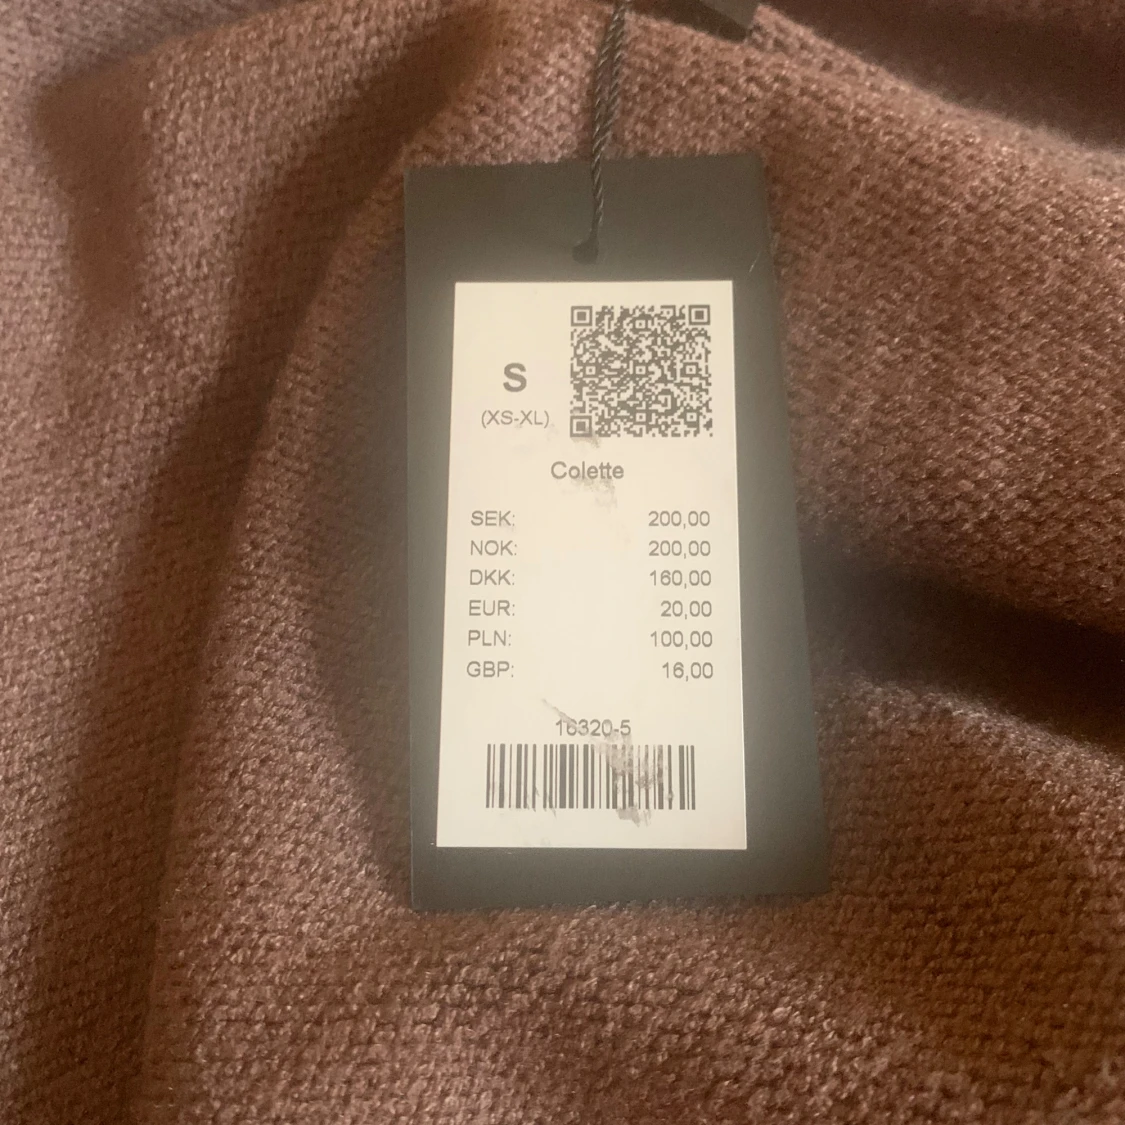 S
(XS-XL)
Colette
SEK: 200,00
NOK: 200,00
DKK: 160,00
EUR: 20,00
PLN: 100,00
GBP: 16,00
16320-5